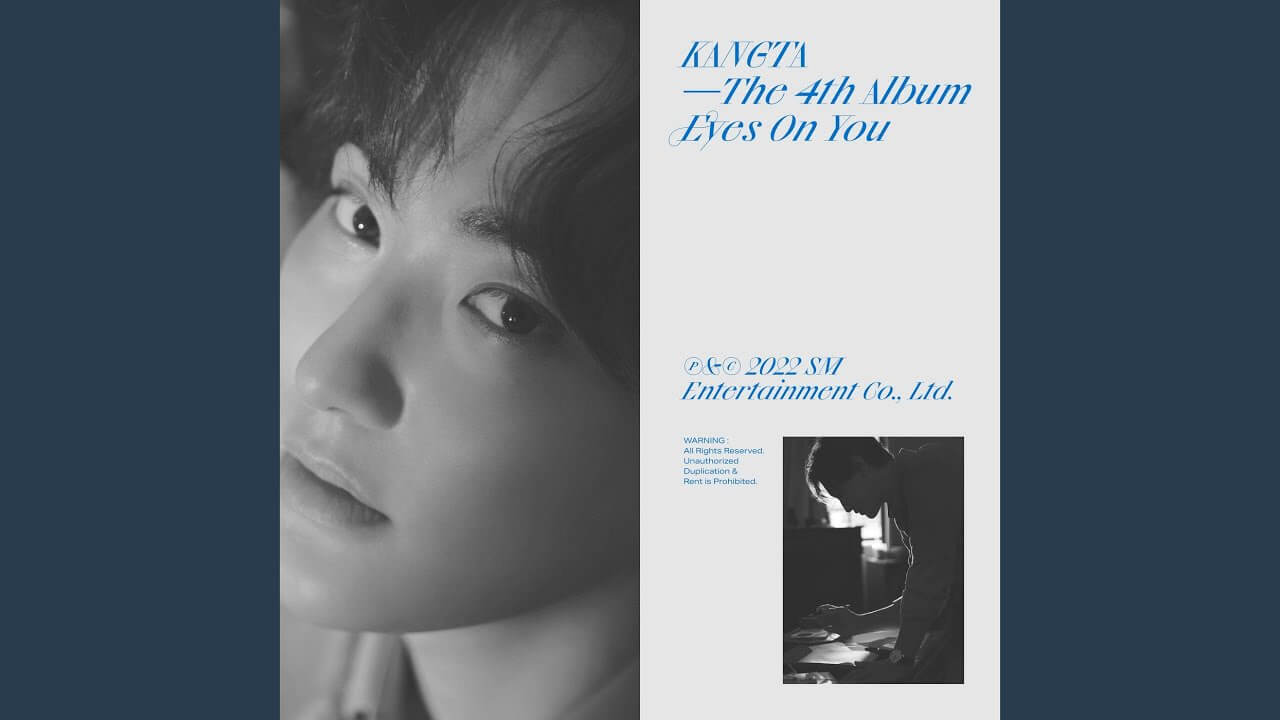 KANGTA
—The 4th Album
Eyes On You
Ⓟ&Ⓒ 2022 SM
Entertainment Co., Ltd.
WARNING :
All Rights Reserved.
Unauthorized
Duplication &
Rent is Prohibited.